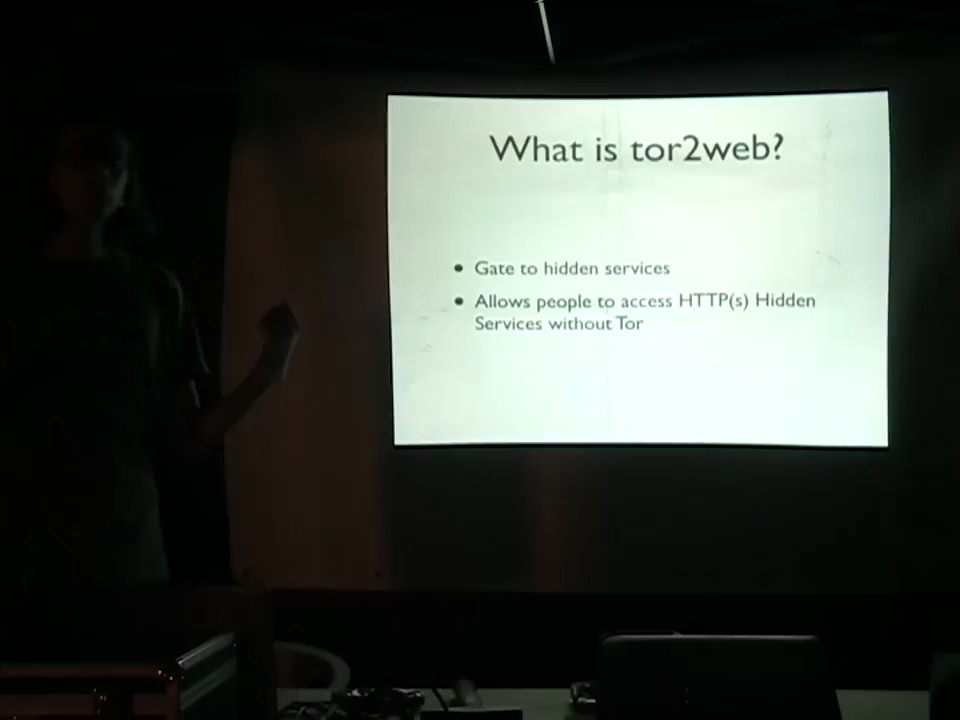 What is tor2web?
• Gate to hidden services
• Allows people to access HTTP(s) Hidden
Services without Tor